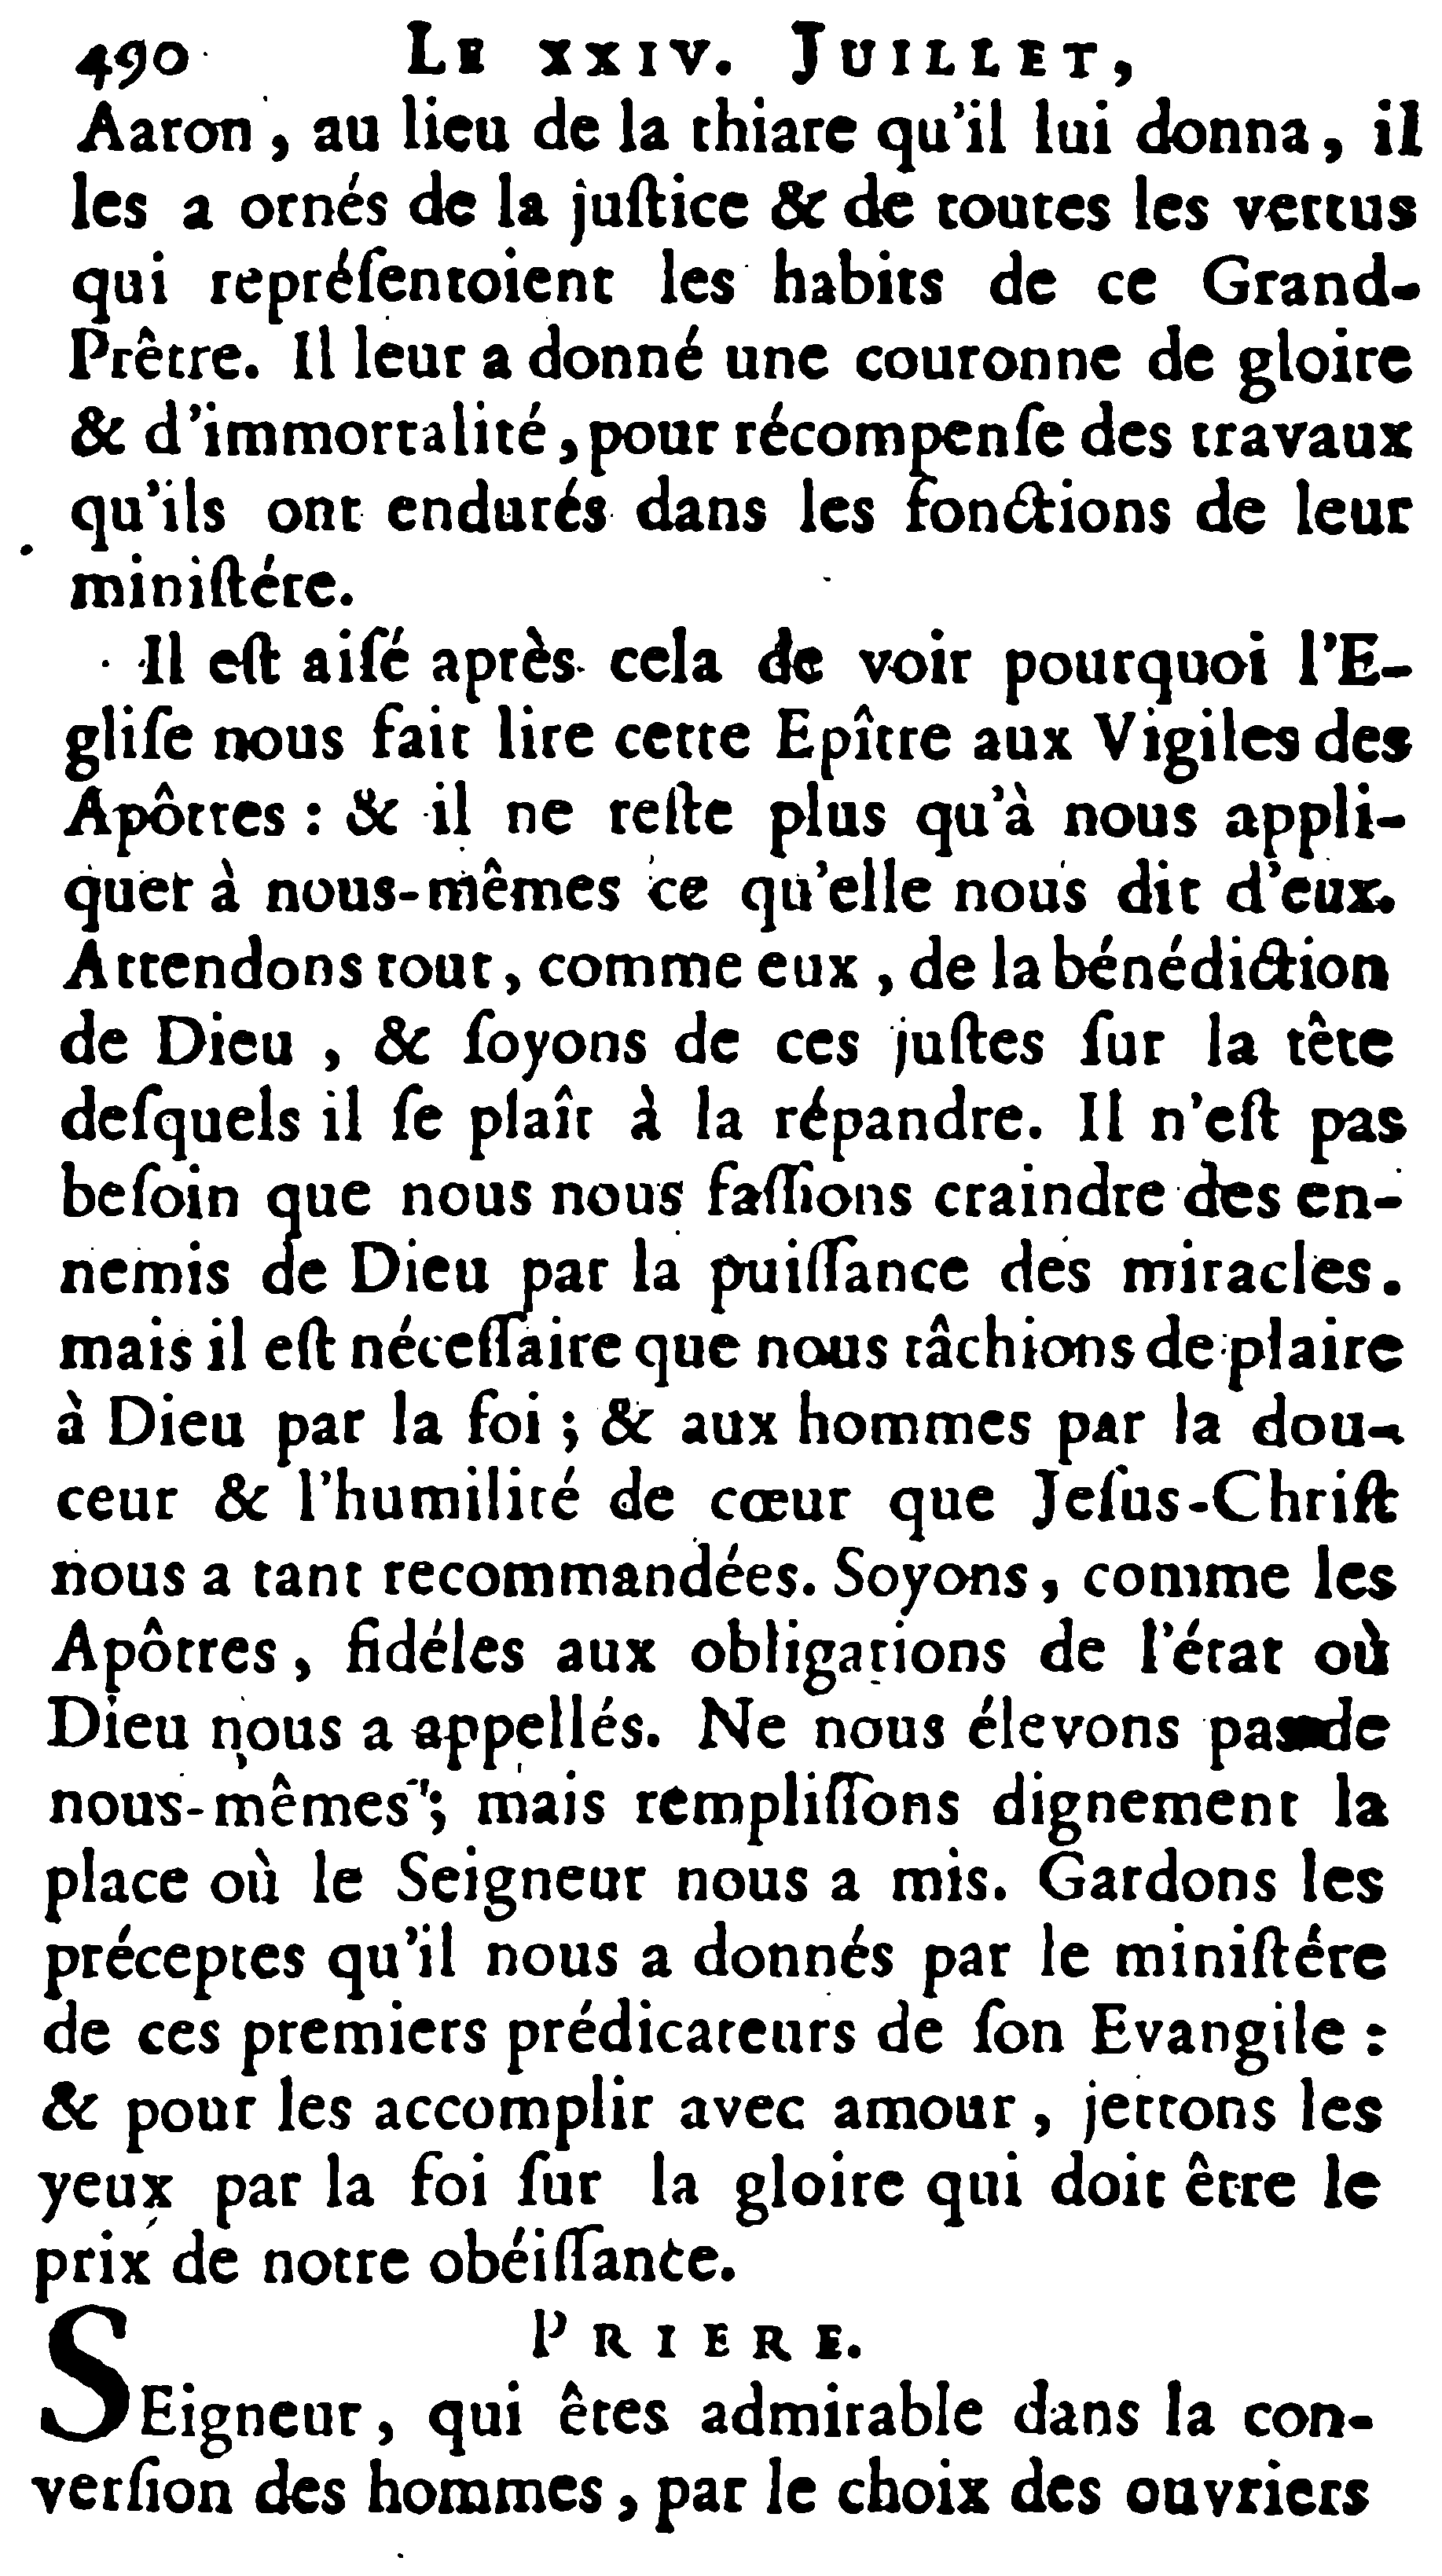 490 LE XXIV. JUILLET,
Aaron, au lieu de la thiare qu'il lui donna, il
les a ornés de la juſtice & de toutes les vertus
qui repréſentoient les habits de ce Grand-
Prêtre. Il leur a donné une couronne de gloire
& d'immortalité, pour récompenſe des travaux
qu'ils ont endurés dans les fonctions de leur
miniſtére.
Il eſt aiſé après cela de voir pourquoi l'E-
gliſe nous fait lire cette Epître aux Vigiles des
Apôtres : & il ne reſte plus qu'à nous appli-
quer à nous-mêmes ce qu'elle nous dit d'eux.
Attendons tout, comme eux, de la bénédiction
de Dieu, & ſoyons de ces juſtes ſur la tête
deſquels il ſe plaît à la répandre. Il n'eſt pas
beſoin que nous nous faſſions craindre des en-
nemis de Dieu par la puiſſance des miracles.
mais il eſt néceſſaire que nous tâchions de plaire
à Dieu par la foi ; & aux hommes par la dou-
ceur & l'humilité de cœur que Jeſus-Chriſt
nous a tant recommandées. Soyons, comme les
Apôtres, fidéles aux obligations de l'état où
Dieu nous a appellés. Ne nous élevons pas de
nous-mêmes ; mais rempliſſons dignement la
place où le Seigneur nous a mis. Gardons les
préceptes qu'il nous a donnés par le miniſtére
de ces premiers prédicateurs de ſon Evangile :
& pour les accomplir avec amour, jettons les
yeux par la foi ſur la gloire qui doit être le
prix de notre obéiſſance.
PRIERE.
SEigneur, qui êtes admirable dans la con-
verſion des hommes, par le choix des ouvriers